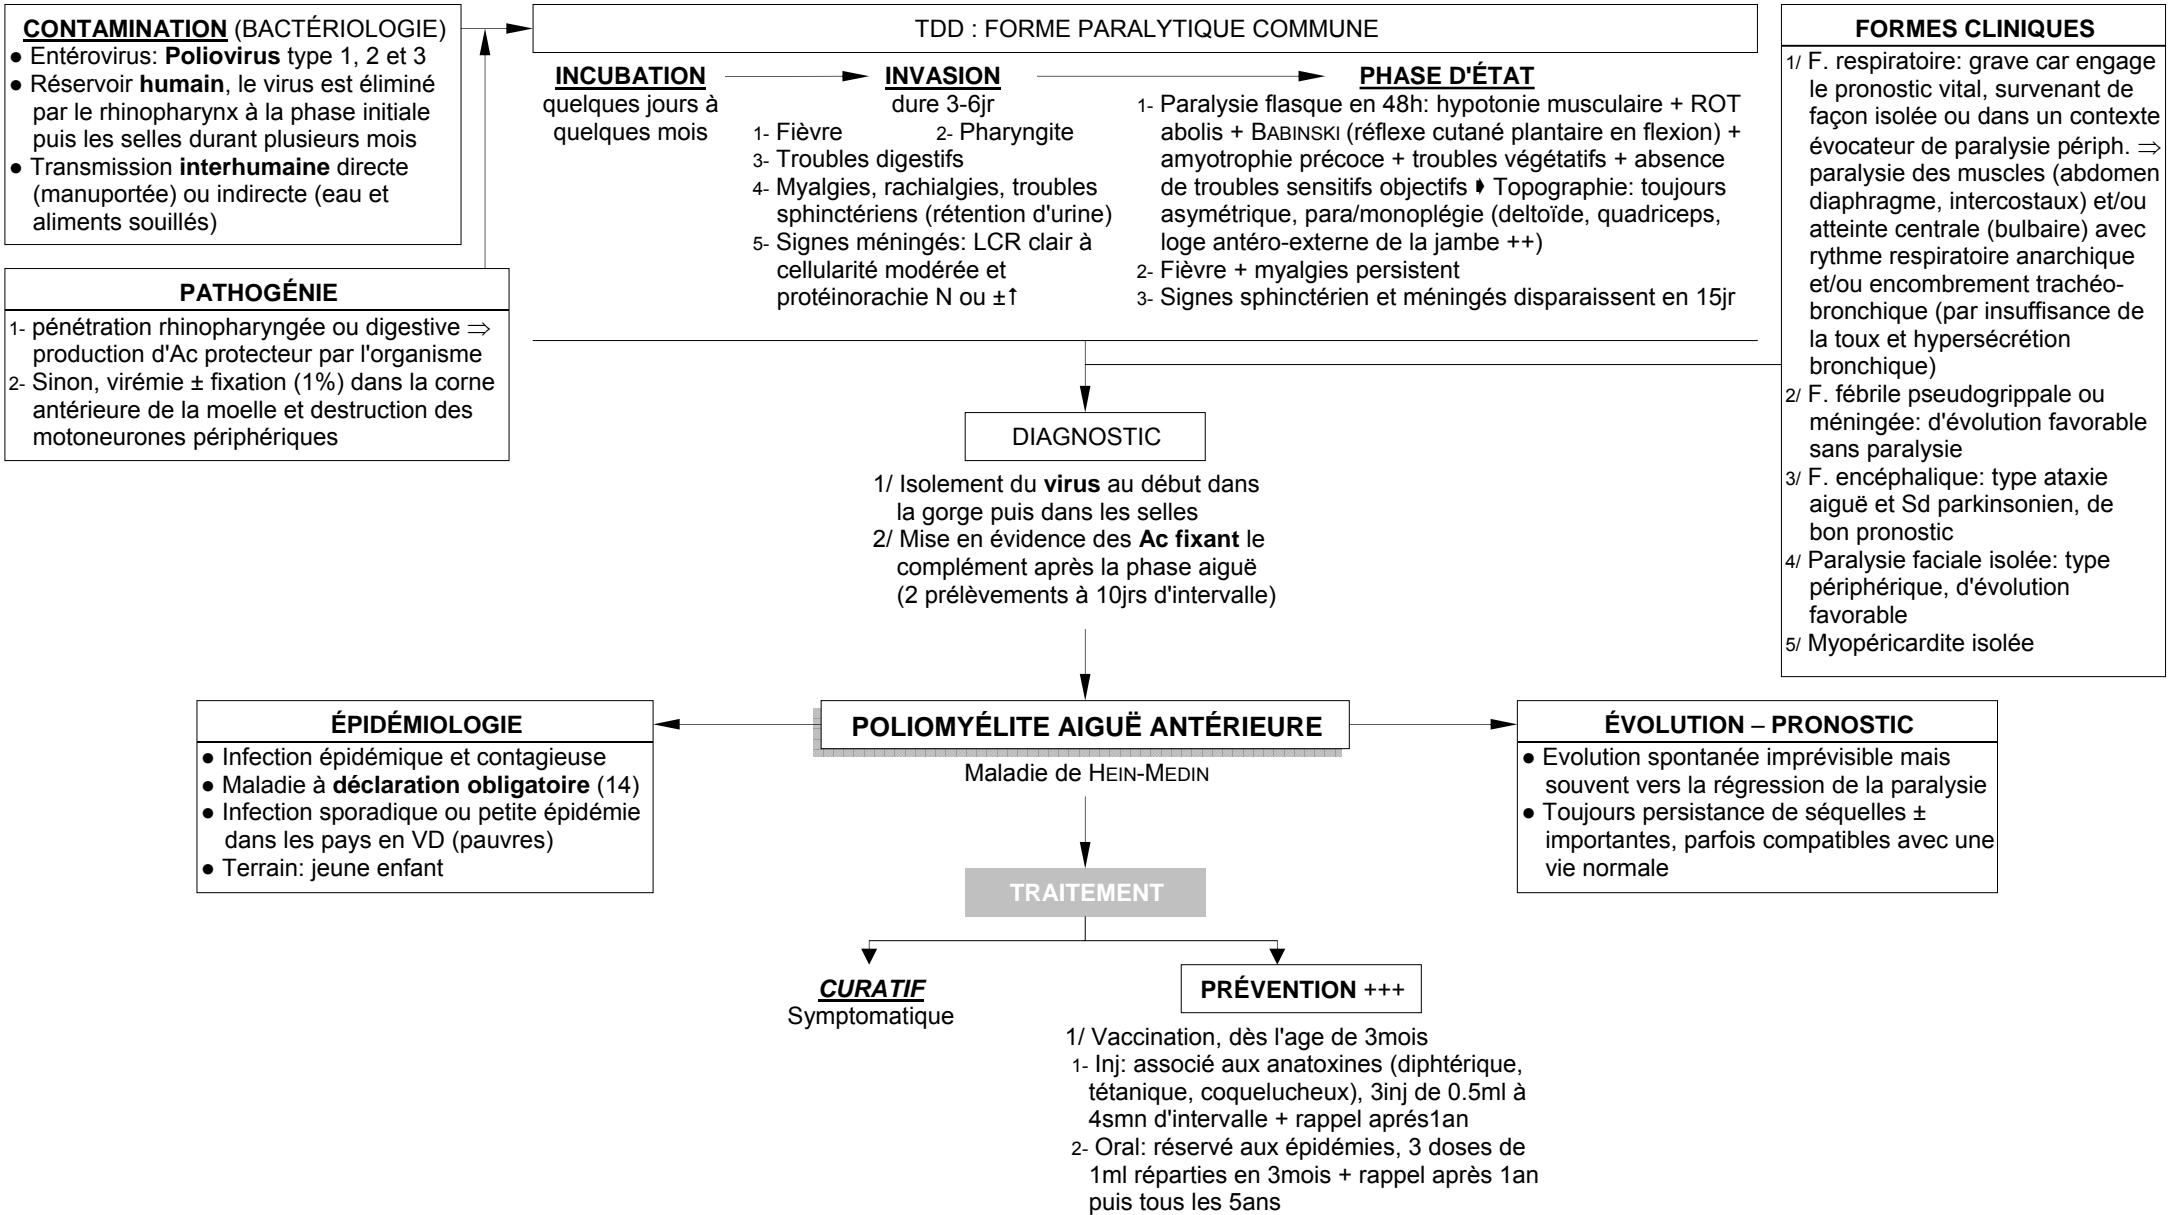 CONTAMINATION (BACTÉRIOLOGIE)
● Entérovirus: Poliovirus type 1, 2 et 3
● Réservoir humain, le virus est éliminé
par le rhinopharynx à la phase initiale
puis les selles durant plusieurs mois
● Transmission interhumaine directe
(manuportée) ou indirecte (eau et
aliments souillés)
PATHOGÉNIE
1- pénétration rhinopharyngée ou digestive ⇒
production d'Ac protecteur par l'organisme
2- Sinon, virémie ± fixation (1%) dans la corne
antérieure de la moelle et destruction des
motoneurones périphériques
TDD : FORME PARALYTIQUE COMMUNE
INCUBATION
quelques jours à
quelques mois
INVASION
dure 3-6jr
1- Fièvre 2- Pharyngite
3- Troubles digestifs
4- Myalgies, rachialgies, troubles
sphinctériens (rétention d'urine)
5- Signes méningés: LCR clair à
cellularité modérée et
protéinorachie N ou ±↑
PHASE D'ÉTAT
1- Paralysie flasque en 48h: hypotonie musculaire + ROT
abolis + BABINSKI (réflexe cutané plantaire en flexion) +
amyotrophie précoce + troubles végétatifs + absence
de troubles sensitifs objectifs ➧ Topographie: toujours
asymétrique, para/monoplégie (deltoïde, quadriceps,
loge antéro-externe de la jambe ++)
2- Fièvre + myalgies persistent
3- Signes sphinctérien et méningés disparaissent en 15jr
FORMES CLINIQUES
1/ F. respiratoire: grave car engage
le pronostic vital, survenant de
façon isolée ou dans un contexte
évocateur de paralysie périph. ⇒
paralysie des muscles (abdomen
diaphragme, intercostaux) et/ou
atteinte centrale (bulbaire) avec
rythme respiratoire anarchique
et/ou encombrement trachéo-
bronchique (par insuffisance de
la toux et hypersécrétion
bronchique)
2/ F. fébrile pseudogrippale ou
méningée: d'évolution favorable
sans paralysie
3/ F. encéphalique: type ataxie
aiguë et Sd parkinsonien, de
bon pronostic
4/ Paralysie faciale isolée: type
périphérique, d'évolution
favorable
5/ Myopéricardite isolée
DIAGNOSTIC
1/ Isolement du virus au début dans
la gorge puis dans les selles
2/ Mise en évidence des Ac fixant le
complément après la phase aiguë
(2 prélèvements à 10jrs d'intervalle)
ÉPIDÉMIOLOGIE
● Infection épidémique et contagieuse
● Maladie à déclaration obligatoire (14)
● Infection sporadique ou petite épidémie
dans les pays en VD (pauvres)
● Terrain: jeune enfant
POLIOMYÉLITE AIGUË ANTÉRIEURE
Maladie de HEIN-MEDIN
ÉVOLUTION – PRONOSTIC
● Evolution spontanée imprévisible mais
souvent vers la régression de la paralysie
● Toujours persistance de séquelles ±
importantes, parfois compatibles avec une
vie normale
TRAITEMENT
CURATIF
Symptomatique
PRÉVENTION +++
1/ Vaccination, dès l'age de 3mois
1- Inj: associé aux anatoxines (diphtérique,
tétanique, coquelucheux), 3inj de 0.5ml à
4smn d'intervalle + rappel aprés1an
2- Oral: réservé aux épidémies, 3 doses de
1ml réparties en 3mois + rappel après 1an
puis tous les 5ans